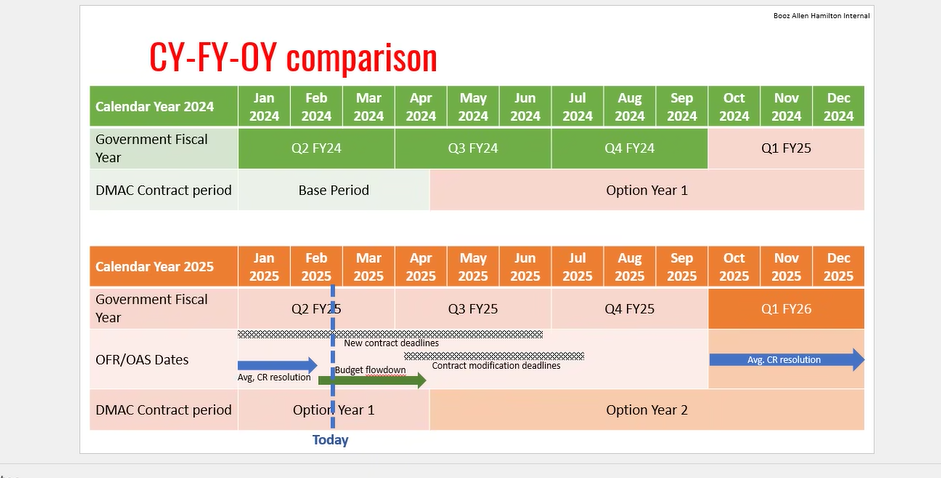 Booz Allen Hamilton Internal
CY-FY-OY comparison
Calendar Year 2024
Jan 2024
Feb 2024
Mar 2024
Apr 2024
May 2024
Jun 2024
Jul 2024
Aug 2024
Sep 2024
Oct 2024
Nov 2024
Dec 2024
Government Fiscal
Year
Q2 FY24
Q3 FY24
Q4 FY24
Q1 FY25
DMAC Contract period
Base Period
Option Year 1
Calendar Year 2025
Jan 2025
Feb 2025
Mar 2025
Apr 2025
May 2025
Jun 2025
Jul 2025
Aug 2025
Sep 2025
Oct 2025
Nov 2025
Dec 2025
Government Fiscal
Year
Q2 FY25
Q3 FY25
Q4 FY25
Q1 FY26
OFR/OAS Dates
New contract deadlines
Contract modification deadlines
Avg, CR resolution
Budget flowdown
Avg, CR resolution
DMAC Contract period
Option Year 1
Option Year 2
Today